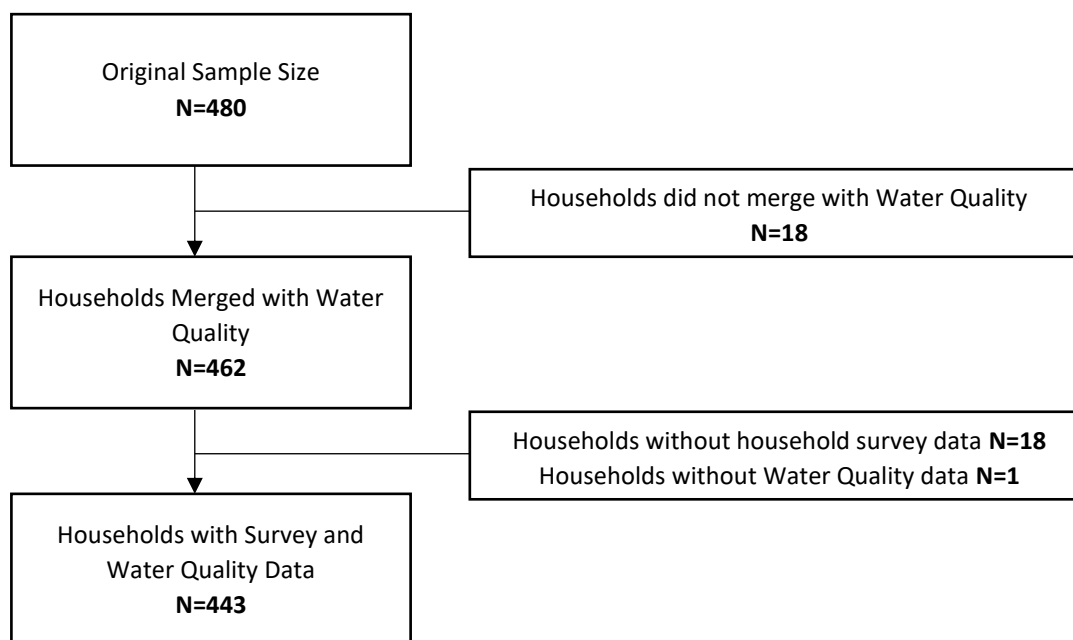 Original Sample Size
N=480
Households did not merge with Water Quality
N=18
Households Merged with Water
Quality
N=462
Households without household survey data N=18
Households without Water Quality data N=1
Households with Survey and
Water Quality Data
N=443